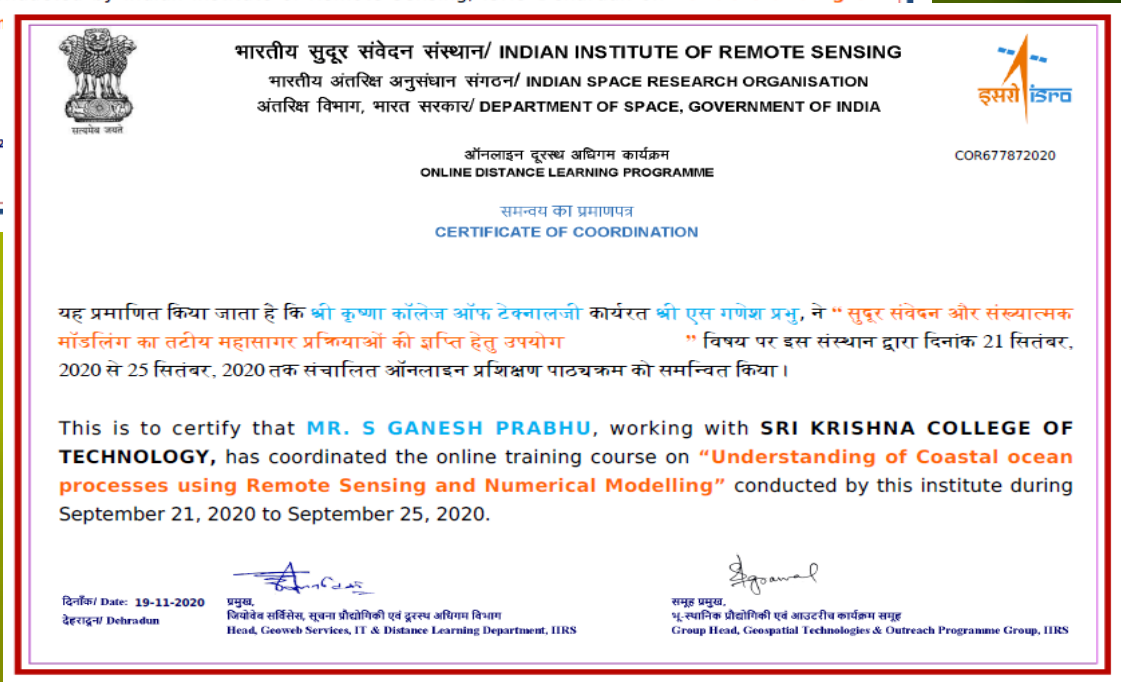 भारतीय सुदूर संवेदन संस्थान/ INDIAN INSTITUTE OF REMOTE SENSING
भारतीय अंतरिक्ष अनुसंधान संगठन/ INDIAN SPACE RESEARCH ORGANISATION
अंतरिक्ष विभाग, भारत सरकार/ DEPARTMENT OF SPACE, GOVERNMENT OF INDIA
सत्यमेव जयते
इसरो isro
ऑनलाइन दूरस्थ अधिगम कार्यक्रम
COR677872020
ONLINE DISTANCE LEARNING PROGRAMME
समन्वय का प्रमाणपत्र
CERTIFICATE OF COORDINATION
यह प्रमाणित किया जाता है कि श्री कृष्णा कॉलेज ऑफ टेक्नालजी कार्यरत श्री एस गणेश प्रभु, ने “ सुदूर संवेदन और संख्यात्मक
मॉडलिंग का तटीय महासागर प्रक्रियाओं की ज्ञप्ति हेतु उपयोग ” विषय पर इस संस्थान द्वारा दिनांक 21 सितंबर,
2020 से 25 सितंबर, 2020 तक संचालित ऑनलाइन प्रशिक्षण पाठ्यक्रम को समन्वित किया।
This is to certify that MR. S GANESH PRABHU, working with SRI KRISHNA COLLEGE OF
TECHNOLOGY, has coordinated the online training course on “Understanding of Coastal ocean
processes using Remote Sensing and Numerical Modelling” conducted by this institute during
September 21, 2020 to September 25, 2020.
दिनाँक/ Date: 19-11-2020
देहरादून/ Dehradun
प्रमुख,
जियोवेब सर्विसेस, सूचना प्रौद्योगिकी एवं दूरस्थ अधिगम विभाग
Head, Geoweb Services, IT & Distance Learning Department, IIRS
समूह प्रमुख,
भू-स्थानिक प्रौद्योगिकी एवं आउटरीच कार्यक्रम समूह
Group Head, Geospatial Technologies & Outreach Programme Group, IIRS